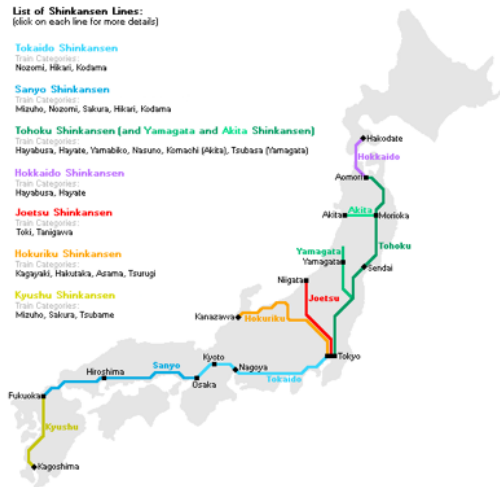 List of Shinkansen Lines:
(click on each line for more details)
Tokaido Shinkansen
Train Categories:
Nozomi, Hikari, Kodama
Sanyo Shinkansen
Train Categories:
Mizuho, Nozomi, Sakura, Hikari, Kodama
Tohoku Shinkansen (and Yamagata and Akita Shinkansen)
Train Categories:
Hayabusa, Hayate, Yamabiko, Nasuno, Komachi (Akita), Tsubasa (Yamagata)
Hokkaido Shinkansen
Train Categories:
Hayabusa, Hayate
Joetsu Shinkansen
Train Categories:
Toki, Tanigawa
Hokuriku Shinkansen
Train Categories:
Kagayaki, Hakutaka, Asama, Tsurugi
Kyushu Shinkansen
Train Categories:
Mizuho, Sakura, Tsubame
Hakodate
Hokkaido
Aomori
Akita
Akita
Morioka
Tohoku
Yamagata
Yamagata
Sendai
Niigata
Joetsu
Kanazawa
Hokuriku
Tokyo
Kyoto
Nagoya
Tokaido
Sanyo
Hiroshima
Osaka
Fukuoka
Kyushu
Kagoshima